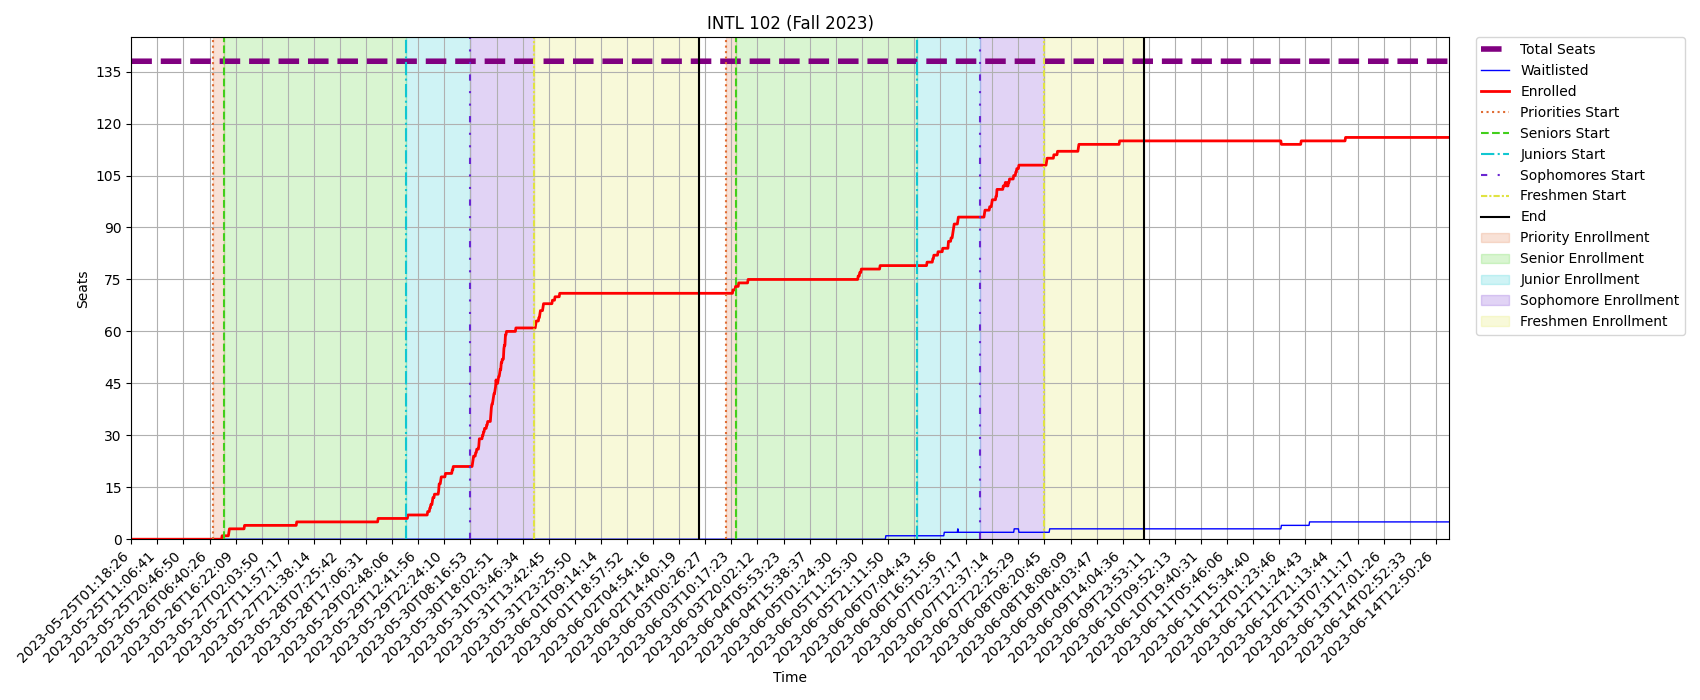 INTL 102 (Fall 2023)
Seats
135
120
105
90
75
60
45
30
15
0
2023-05-25T01:18:26
2023-05-25T11:06:41
2023-05-25T20:46:50
2023-05-26T06:40:26
2023-05-26T16:22:09
2023-05-27T02:03:50
2023-05-27T11:57:17
2023-05-27T21:38:14
2023-05-28T07:25:42
2023-05-28T17:06:31
2023-05-29T02:48:06
2023-05-29T12:41:56
2023-05-29T22:24:10
2023-05-30T08:16:53
2023-05-30T18:02:51
2023-05-31T03:46:34
2023-05-31T13:42:45
2023-05-31T23:25:50
2023-06-01T09:14:14
2023-06-01T18:57:52
2023-06-02T04:54:16
2023-06-02T14:40:19
2023-06-03T00:26:27
2023-06-03T10:17:23
2023-06-03T20:02:12
2023-06-04T05:53:23
2023-06-04T15:38:37
2023-06-05T01:24:30
2023-06-05T11:25:30
2023-06-05T21:11:50
2023-06-06T07:04:43
2023-06-06T16:51:56
2023-06-07T02:37:17
2023-06-07T12:37:14
2023-06-07T22:25:29
2023-06-08T08:20:45
2023-06-08T18:08:09
2023-06-09T04:03:47
2023-06-09T14:04:36
2023-06-09T23:53:11
2023-06-10T09:52:13
2023-06-10T19:40:31
2023-06-11T05:46:06
2023-06-11T15:34:40
2023-06-12T01:23:46
2023-06-12T11:24:43
2023-06-12T21:13:44
2023-06-13T07:11:17
2023-06-13T17:01:26
2023-06-14T02:52:33
2023-06-14T12:50:26
Time
Total Seats
Waitlisted
Enrolled
Priorities Start
Seniors Start
Juniors Start
Sophomores Start
Freshmen Start
End
Priority Enrollment
Senior Enrollment
Junior Enrollment
Sophomore Enrollment
Freshmen Enrollment